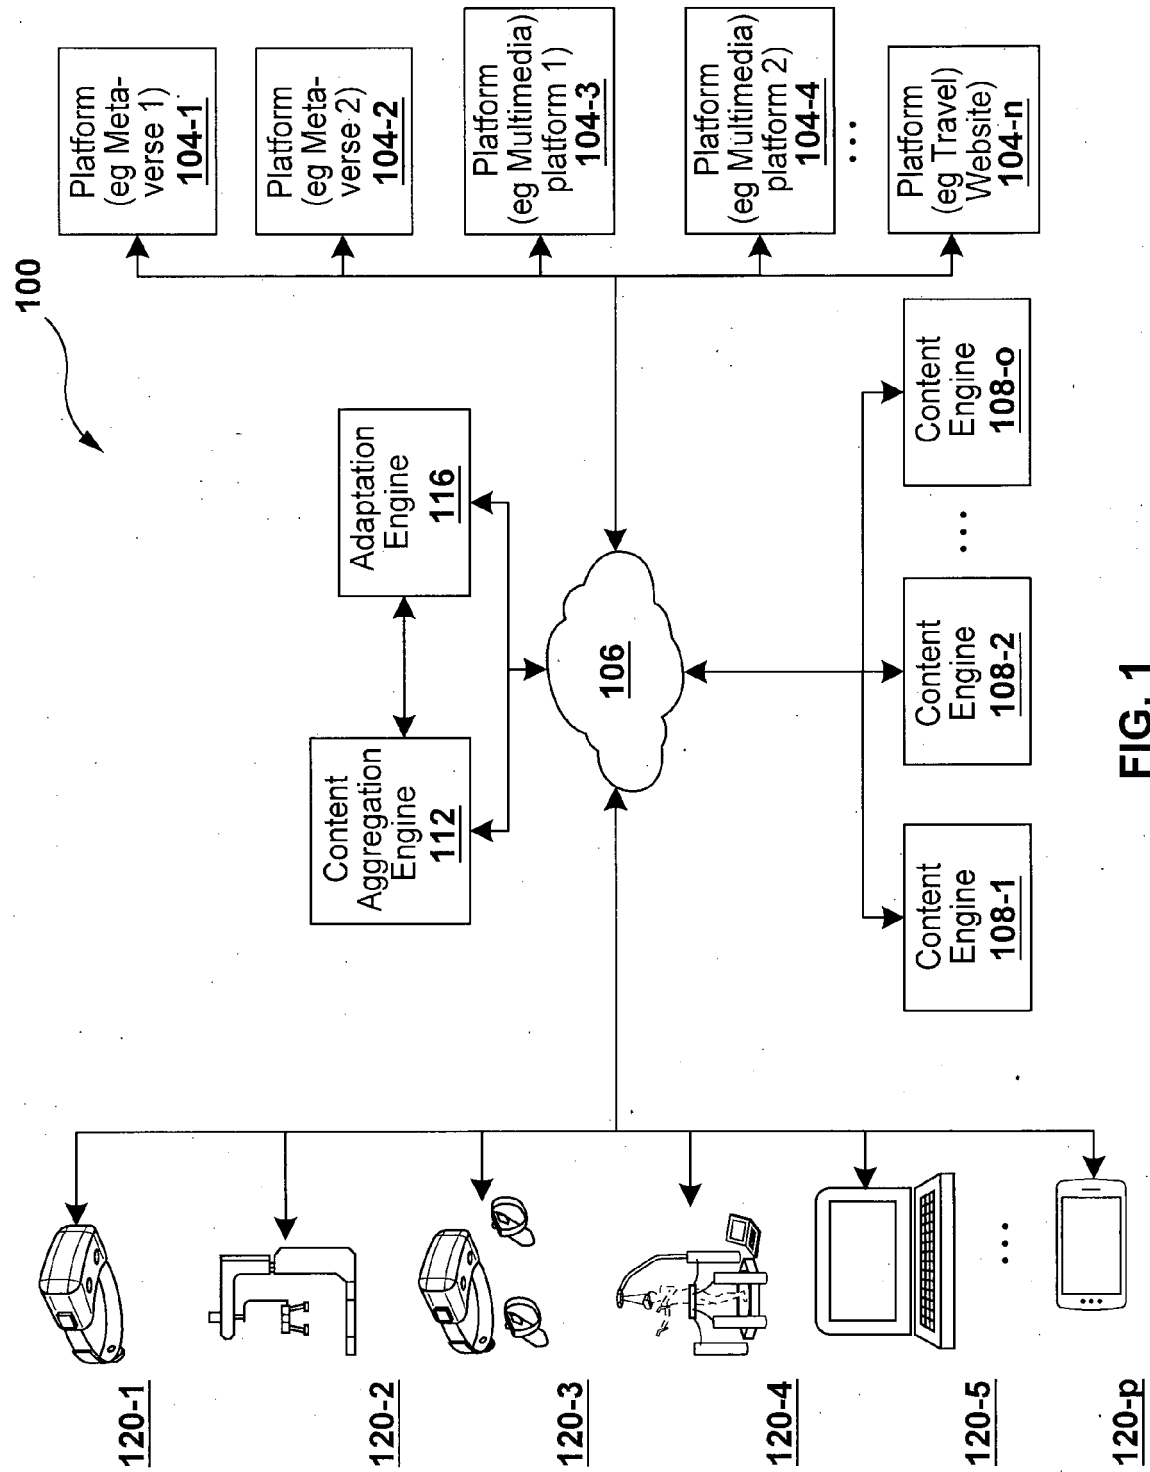 100
Platform
(eg Meta-
verse 1)
104-1
Platform
(eg Meta-
verse 2)
104-2
Platform
(eg Multimedia)
platform 1)
104-3
Platform
(eg Multimedia)
platform 2)
104-4
...
Platform
(eg Travel)
Website)
104-n
Content
Aggregation
Engine
112
Adaptation
Engine
116
106
Content
Engine
108-1
Content
Engine
108-2
...
Content
Engine
108-o
120-1
120-2
120-3
120-4
120-5
...
120-p
FIG. 1